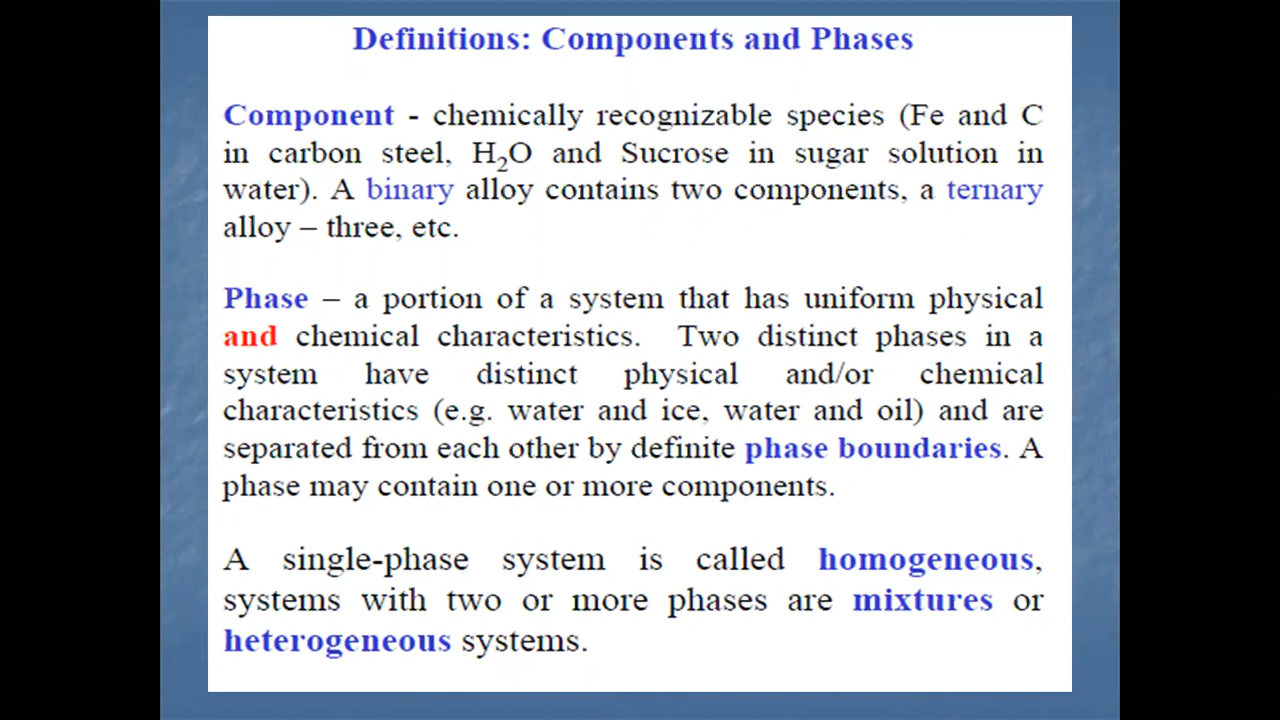 Definitions: Components and Phases
Component - chemically recognizable species (Fe and C
in carbon steel, H₂O and Sucrose in sugar solution in
water). A binary alloy contains two components, a ternary
alloy – three, etc.
Phase – a portion of a system that has uniform physical
and chemical characteristics. Two distinct phases in a
system have distinct physical and/or chemical
characteristics (e.g. water and ice, water and oil) and are
separated from each other by definite phase boundaries. A
phase may contain one or more components.
A single-phase system is called homogeneous,
systems with two or more phases are mixtures or
heterogeneous systems.